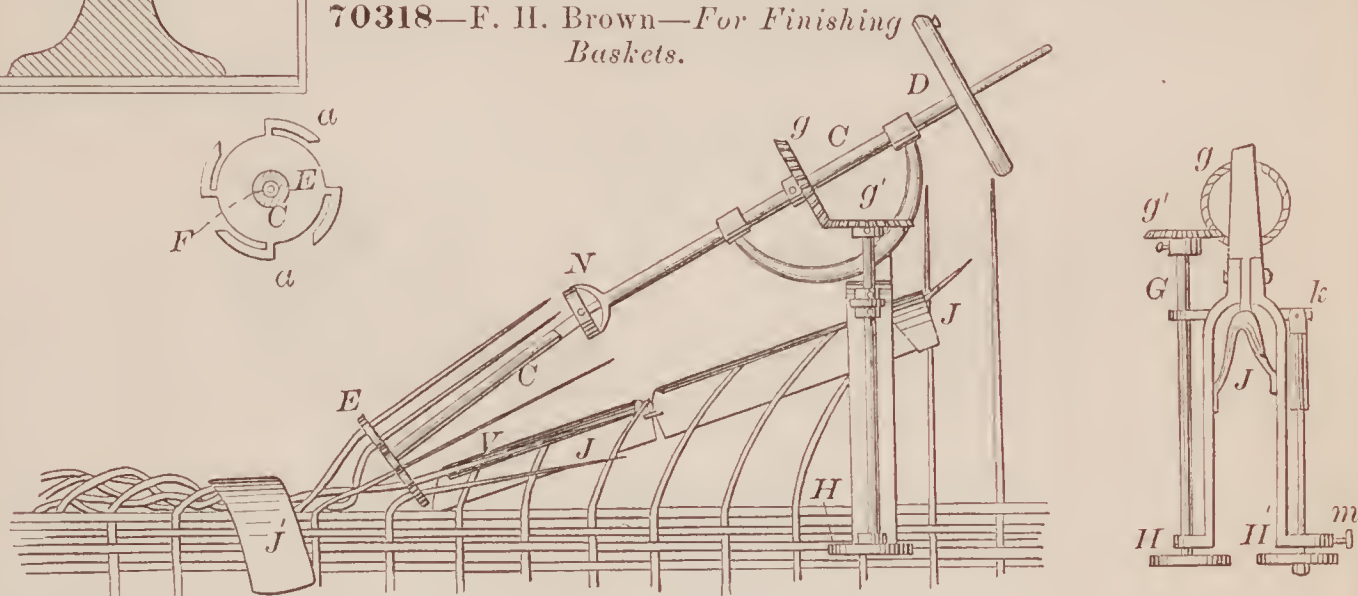 70318—F. H. Brown—For Finishing
Baskets.
a
E
C
F
a
D
g
C
g'
N
J
C
E
V
J
H
J'
g
g'
G
k
J
H
H'
m